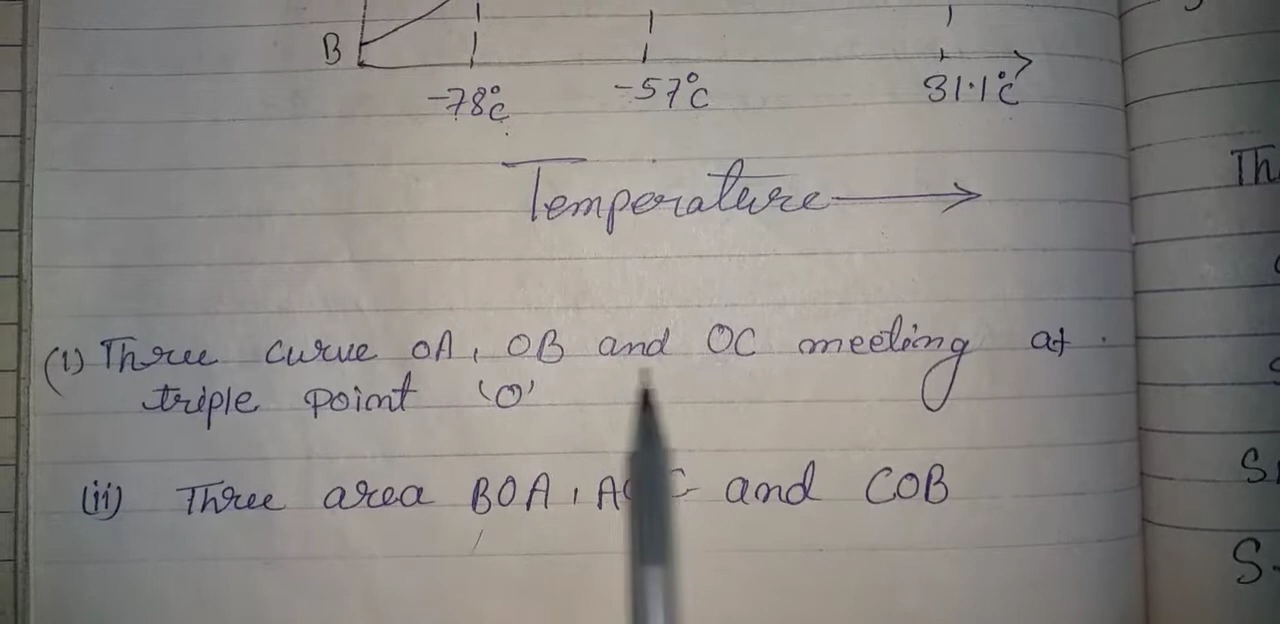 B
-78°C -57°C 31.1°C
Temperature
Th
(i) Three curve OA, OB and OC meeting at
triple point 'O'
S
(ii) Three area BOA, and COB
S